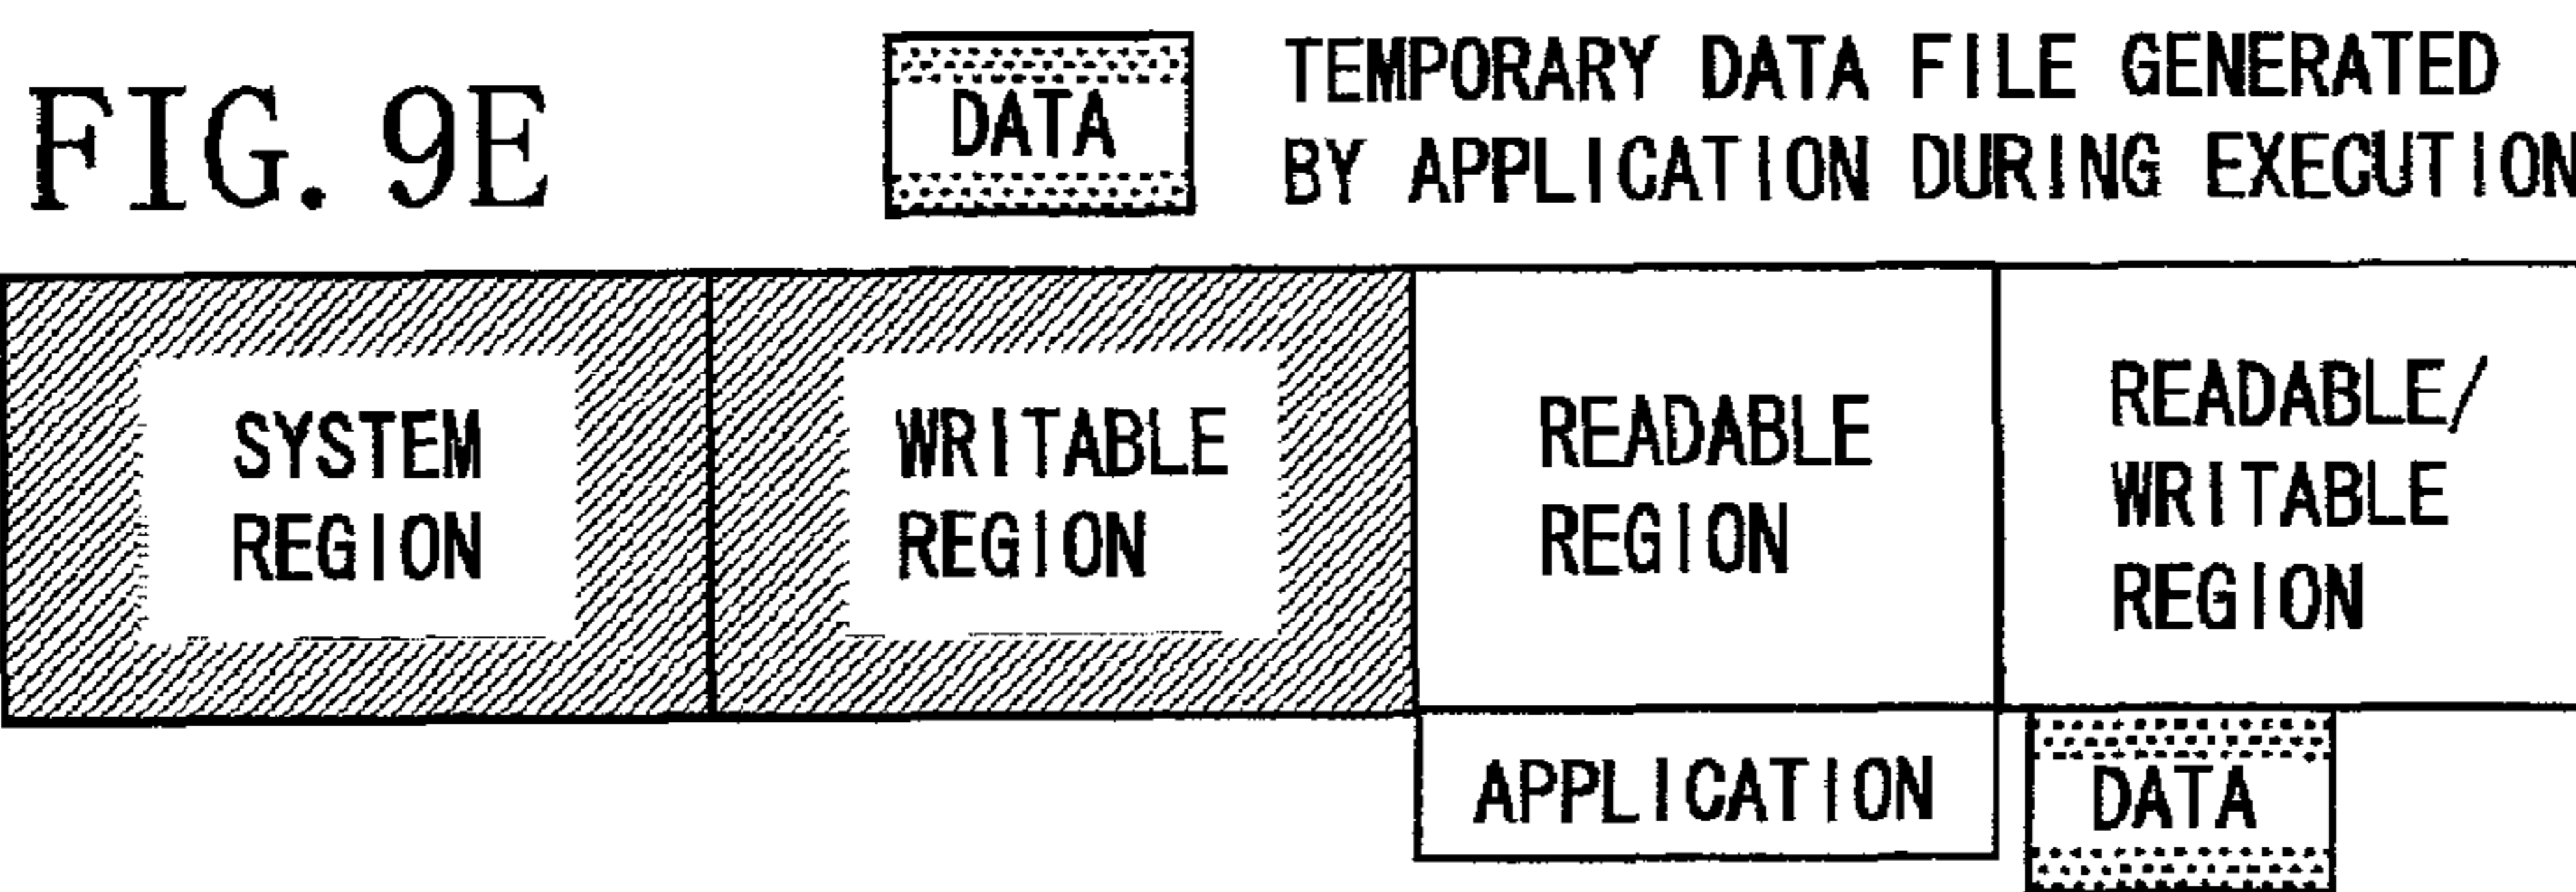 FIG. 9E
DATA
TEMPORARY DATA FILE GENERATED
BY APPLICATION DURING EXECUTION
SYSTEM
REGION
WRITABLE
REGION
READABLE
REGION
READABLE/
WRITABLE
REGION
APPLICATION
DATA